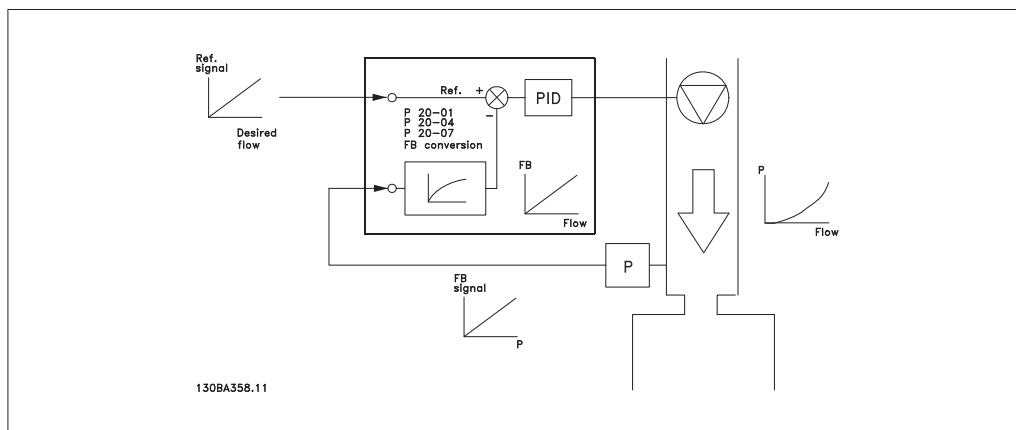 Ref.
signal
Desired
flow
Ref.
+
-
P 20-01
P 20-04
P 20-07
FB conversion
PID
FB
Flow
P
Flow
P
FB
signal
P
130BA358.11